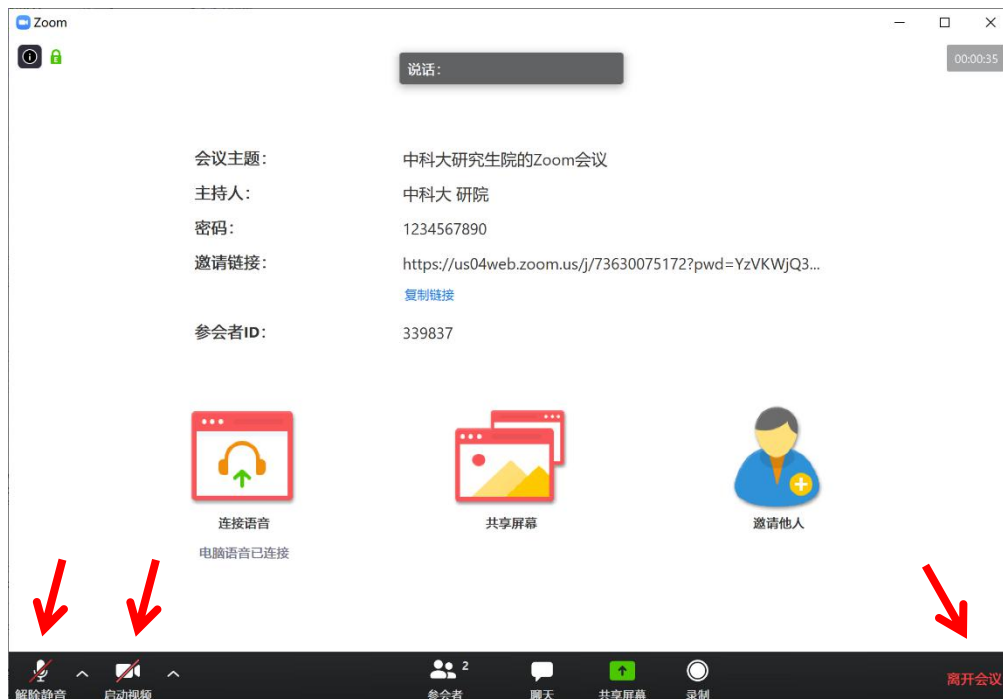 Zoom
00:00:35
说话:
会议主题: 中科大研究生院的Zoom会议
主持人: 中科大 研院
密码: 1234567890
邀请链接: https://us04web.zoom.us/j/73630075172?pwd=YzVKWjQ3...
复制链接
参会者ID: 339837
连接语音 共享屏幕 邀请他人
电脑语音已连接
2
解除静音 启动视频 参会者 聊天 共享屏幕 录制 离开会议